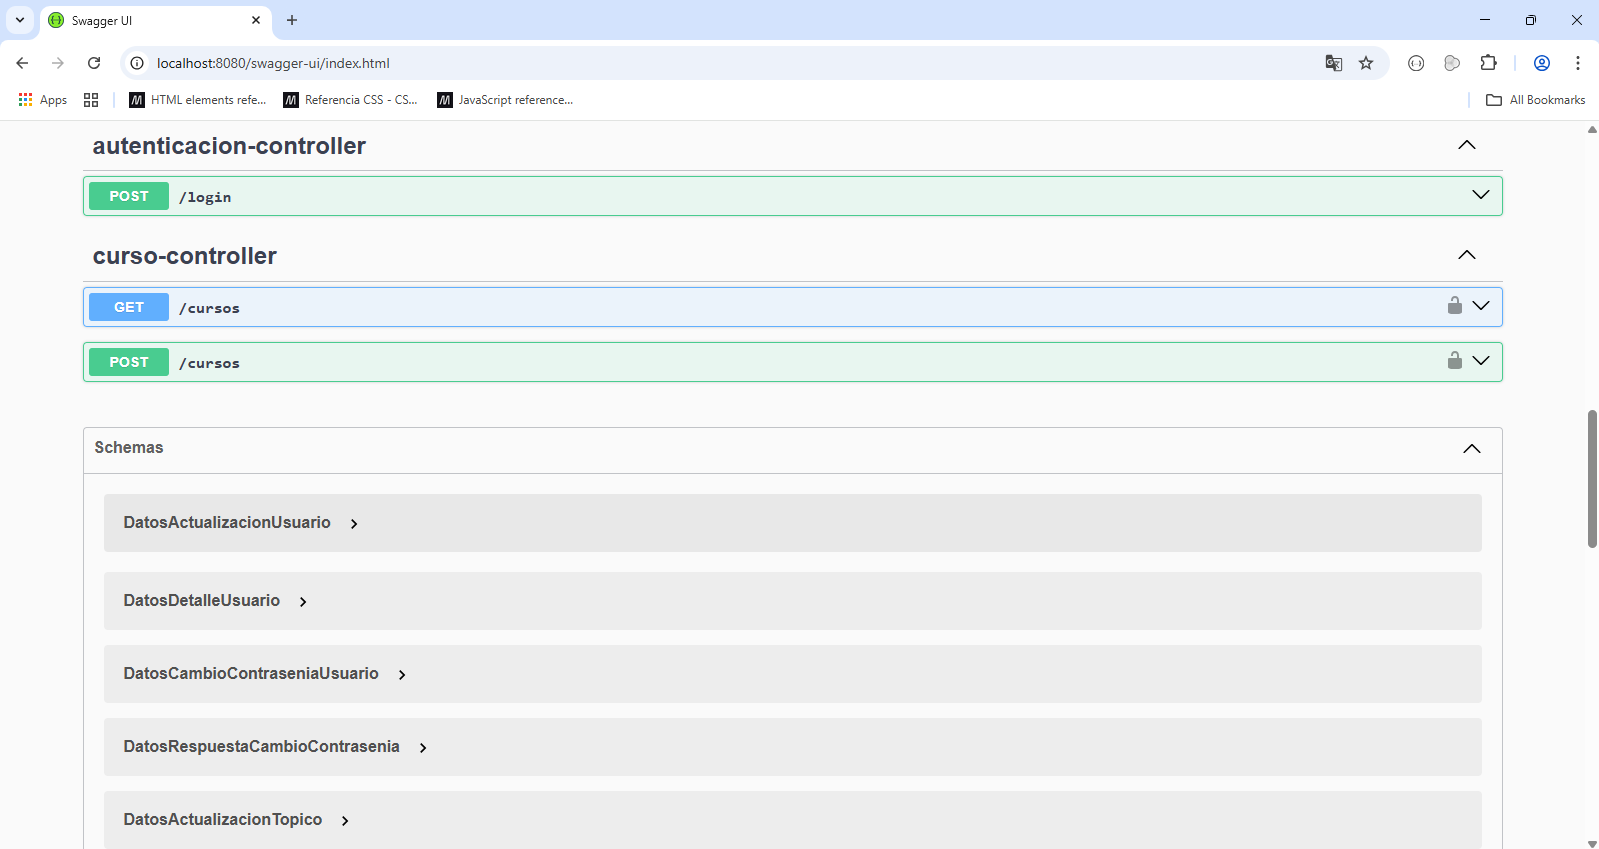 Swagger UI
localhost:8080/swagger-ui/index.html
Apps
HTML elements refe...
Referencia CSS - CS...
JavaScript reference...
All Bookmarks
autenticacion-controller
POST /login
curso-controller
GET /cursos
POST /cursos
Schemas
DatosActualizacionUsuario
DatosDetalleUsuario
DatosCambioContraseniaUsuario
DatosRespuestaCambioContrasenia
DatosActualizacionTopico